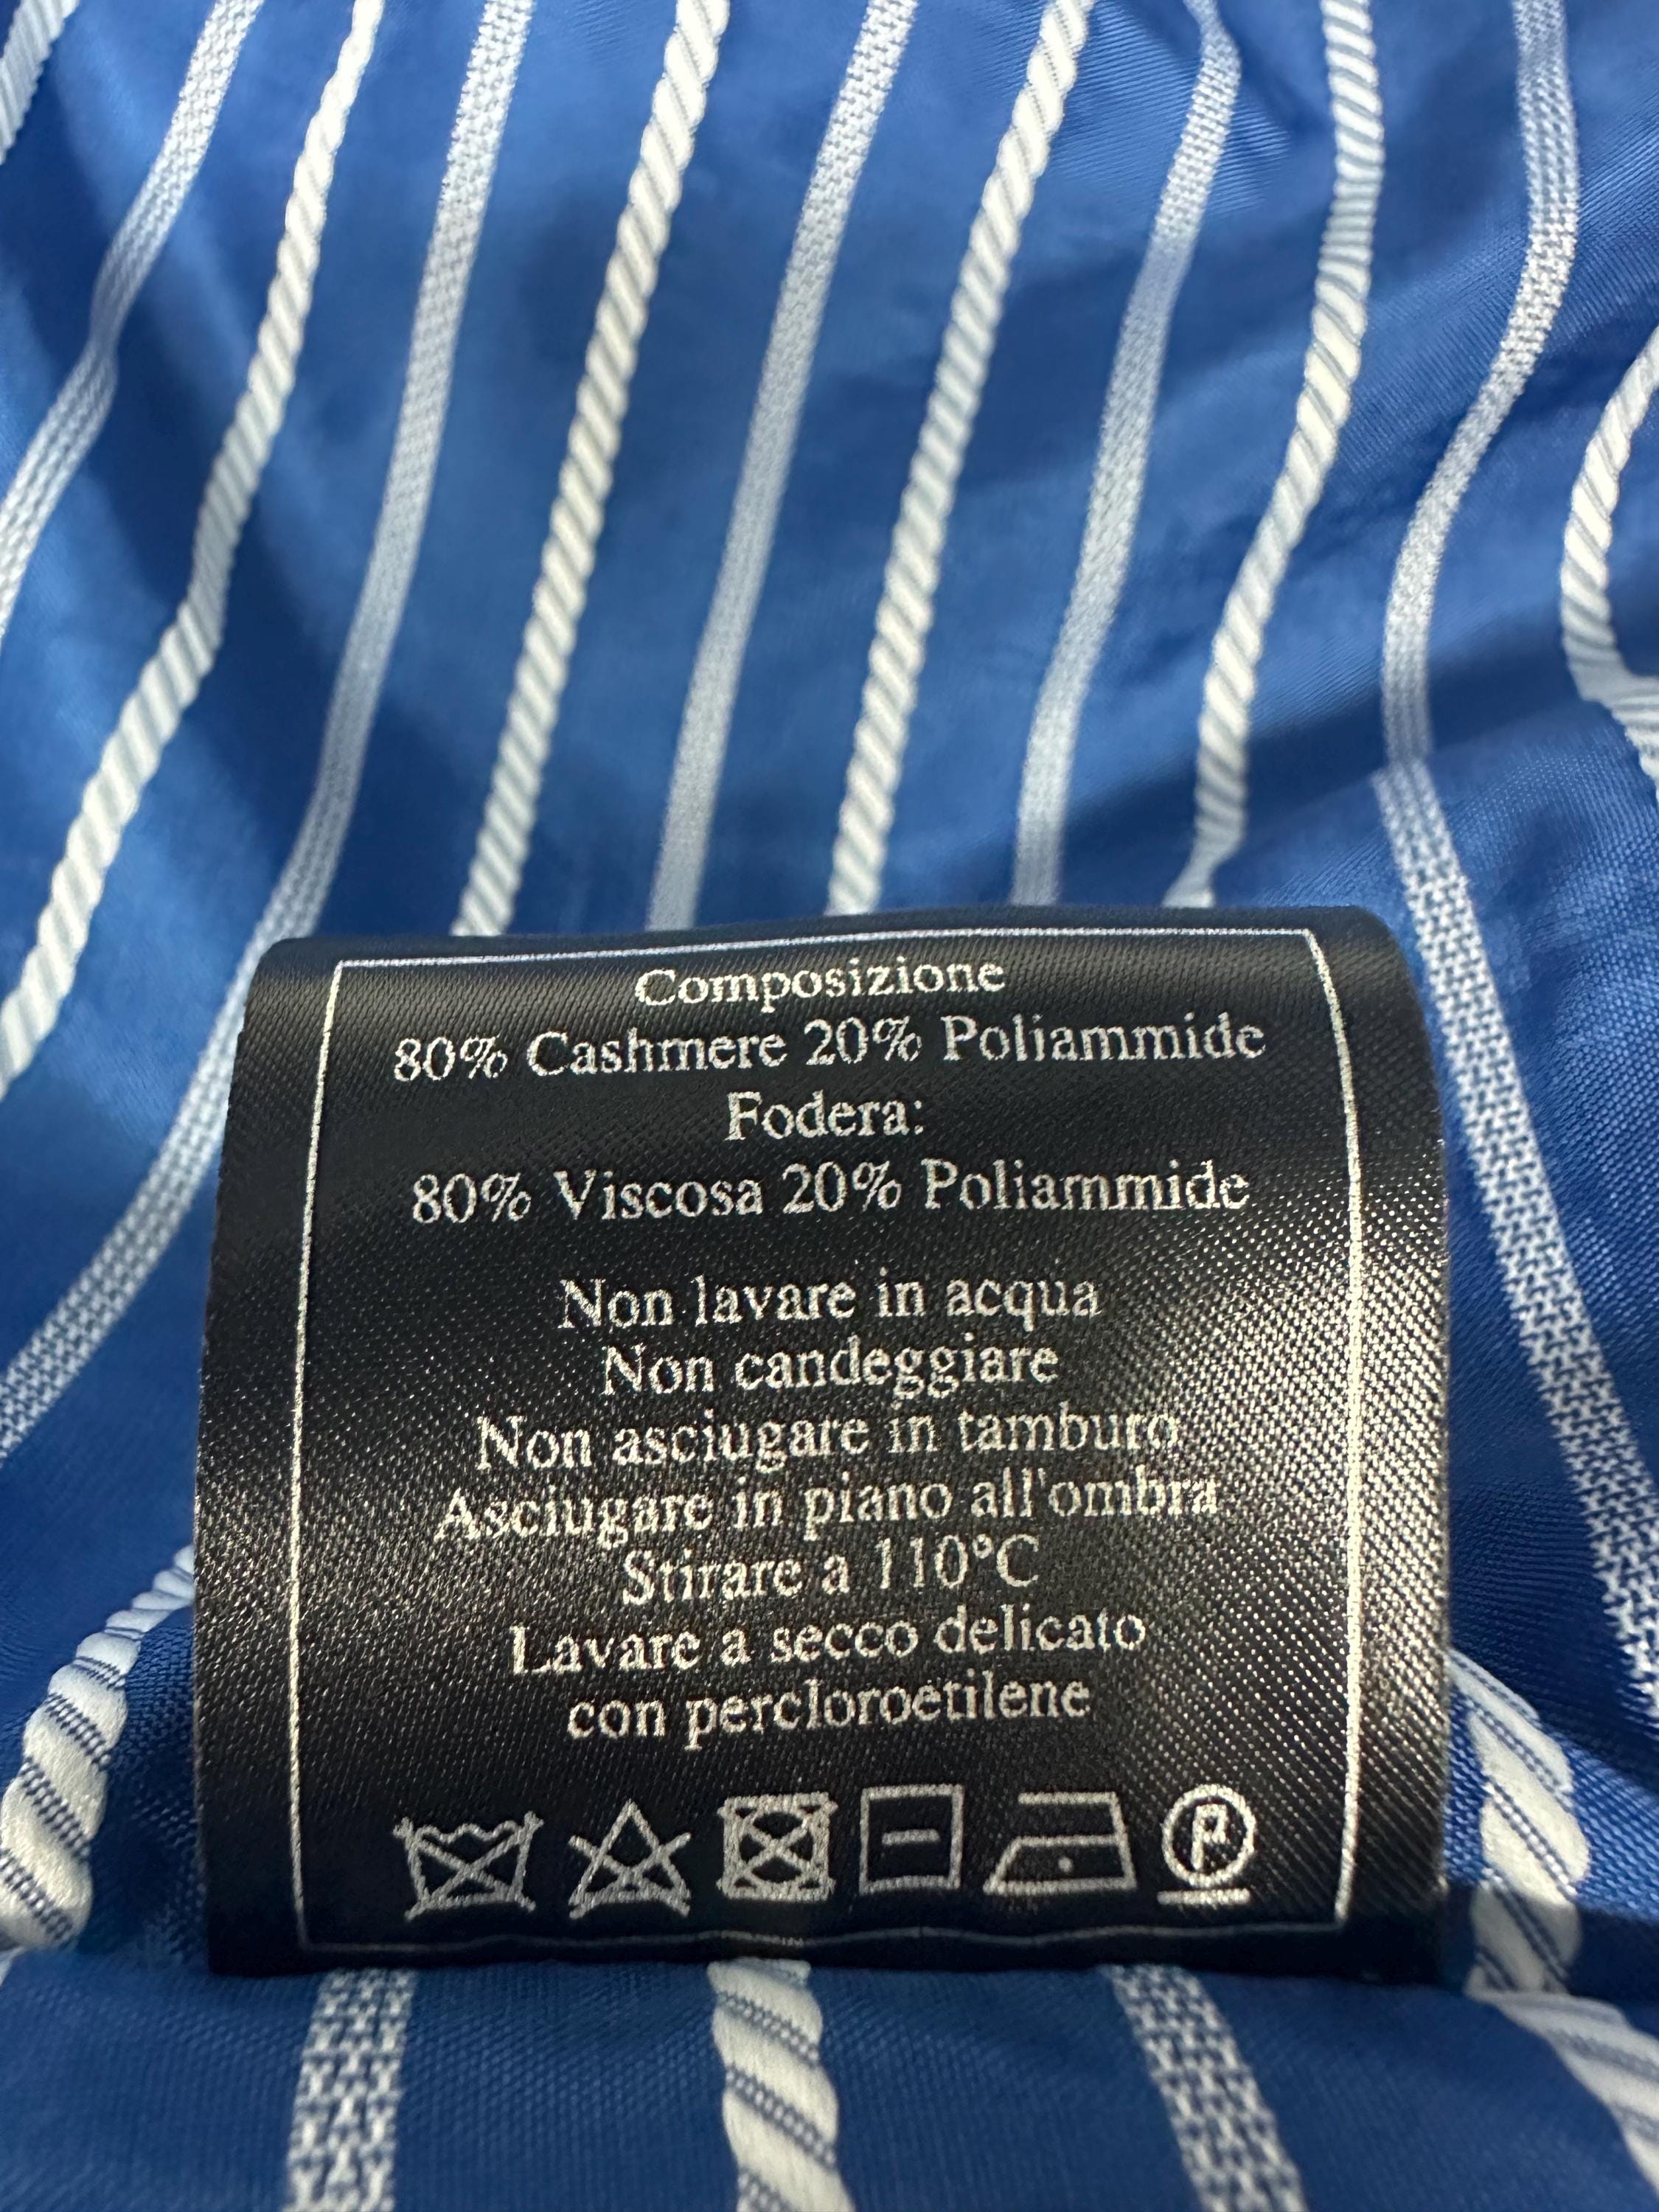 Composizione
80% Cashmere 20% Poliammide
Fodera:
80% Viscosa 20% Poliammide
Non lavare in acqua
Non candeggiare
Non asciugare in tamburo
Asciugare in piano all'ombra
Stirare a 110°C
Lavare a secco delicato
con percloroetilene
P